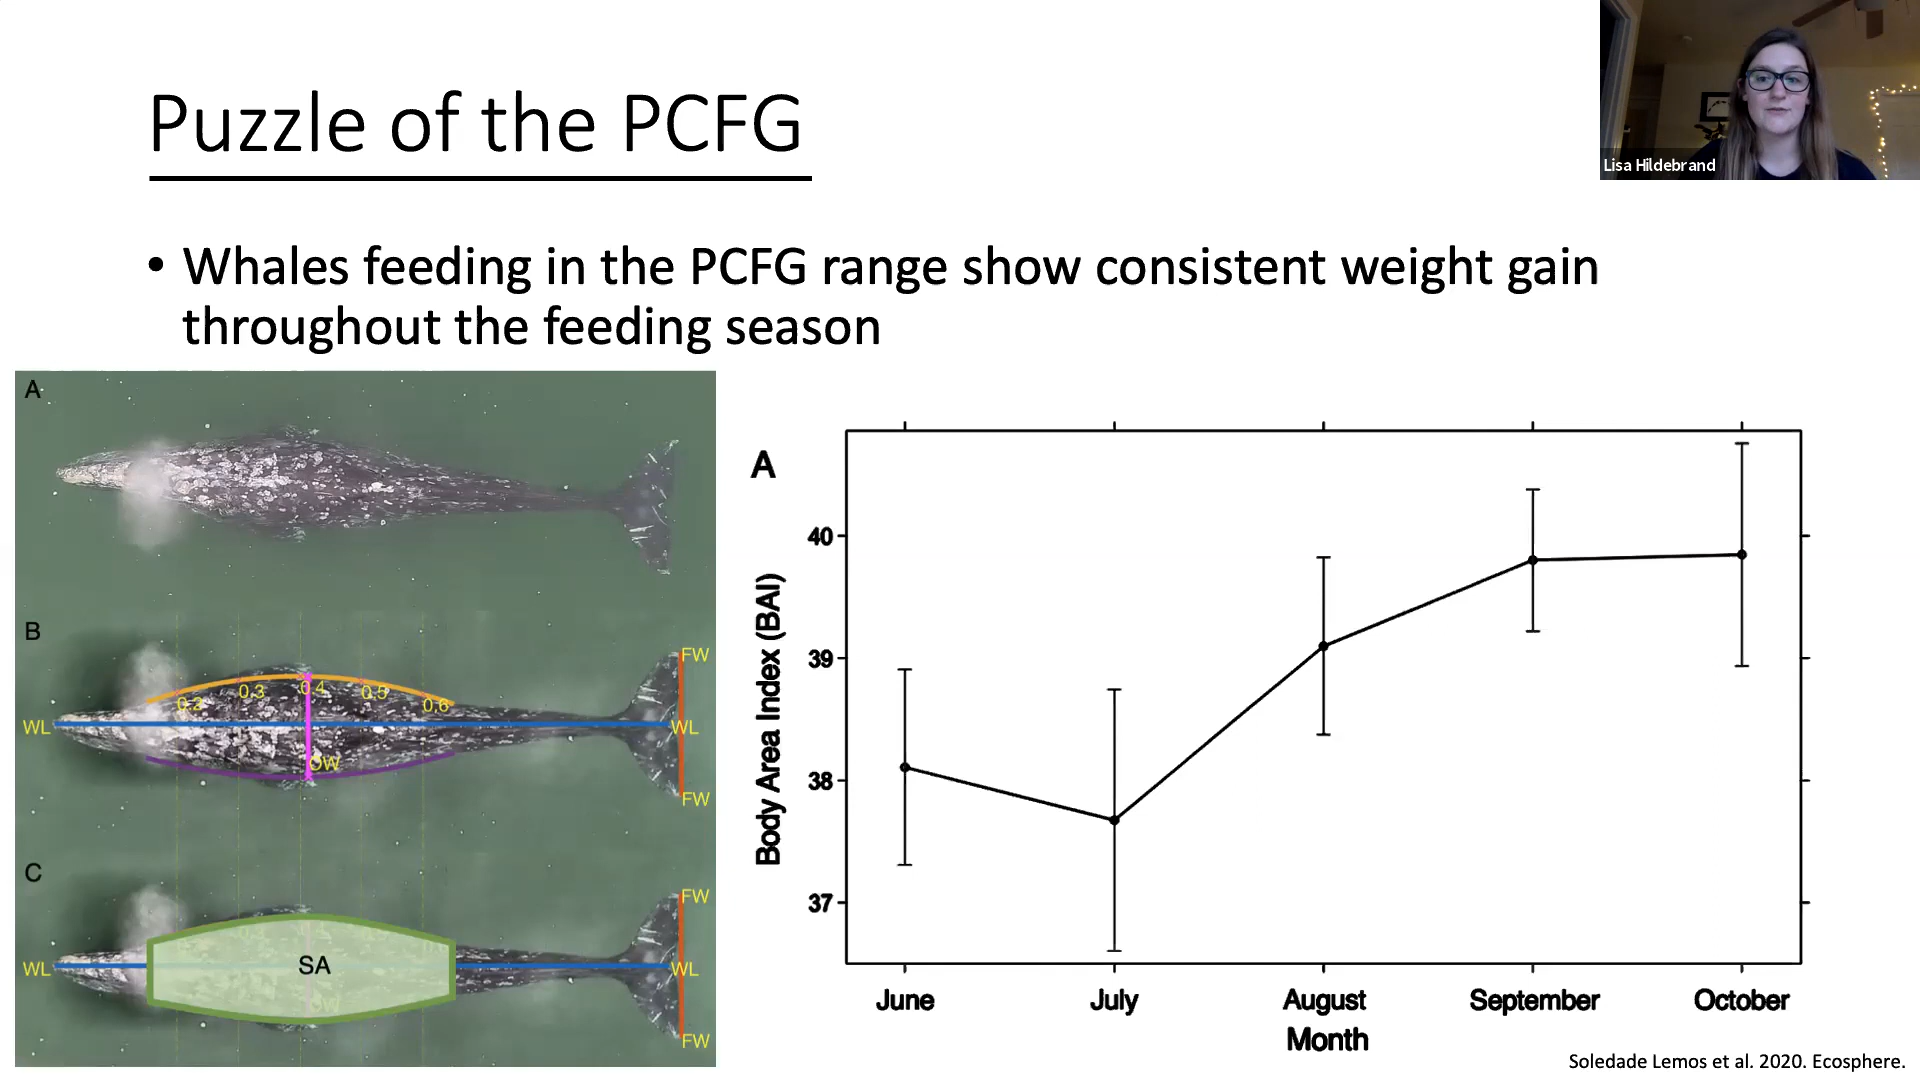 Puzzle of the PCFG
Lisa Hildebrand
• Whales feeding in the PCFG range show consistent weight gain
throughout the feeding season
A
B
FW
0.2 0.3 0.4 0.5 0.6
WL WL
CW
FW
C
FW
WL SA WL
FW
A
Body Area Index (BAI)
40
39
38
37
June July August September October
Month
Soledade Lemos et al. 2020. Ecosphere.